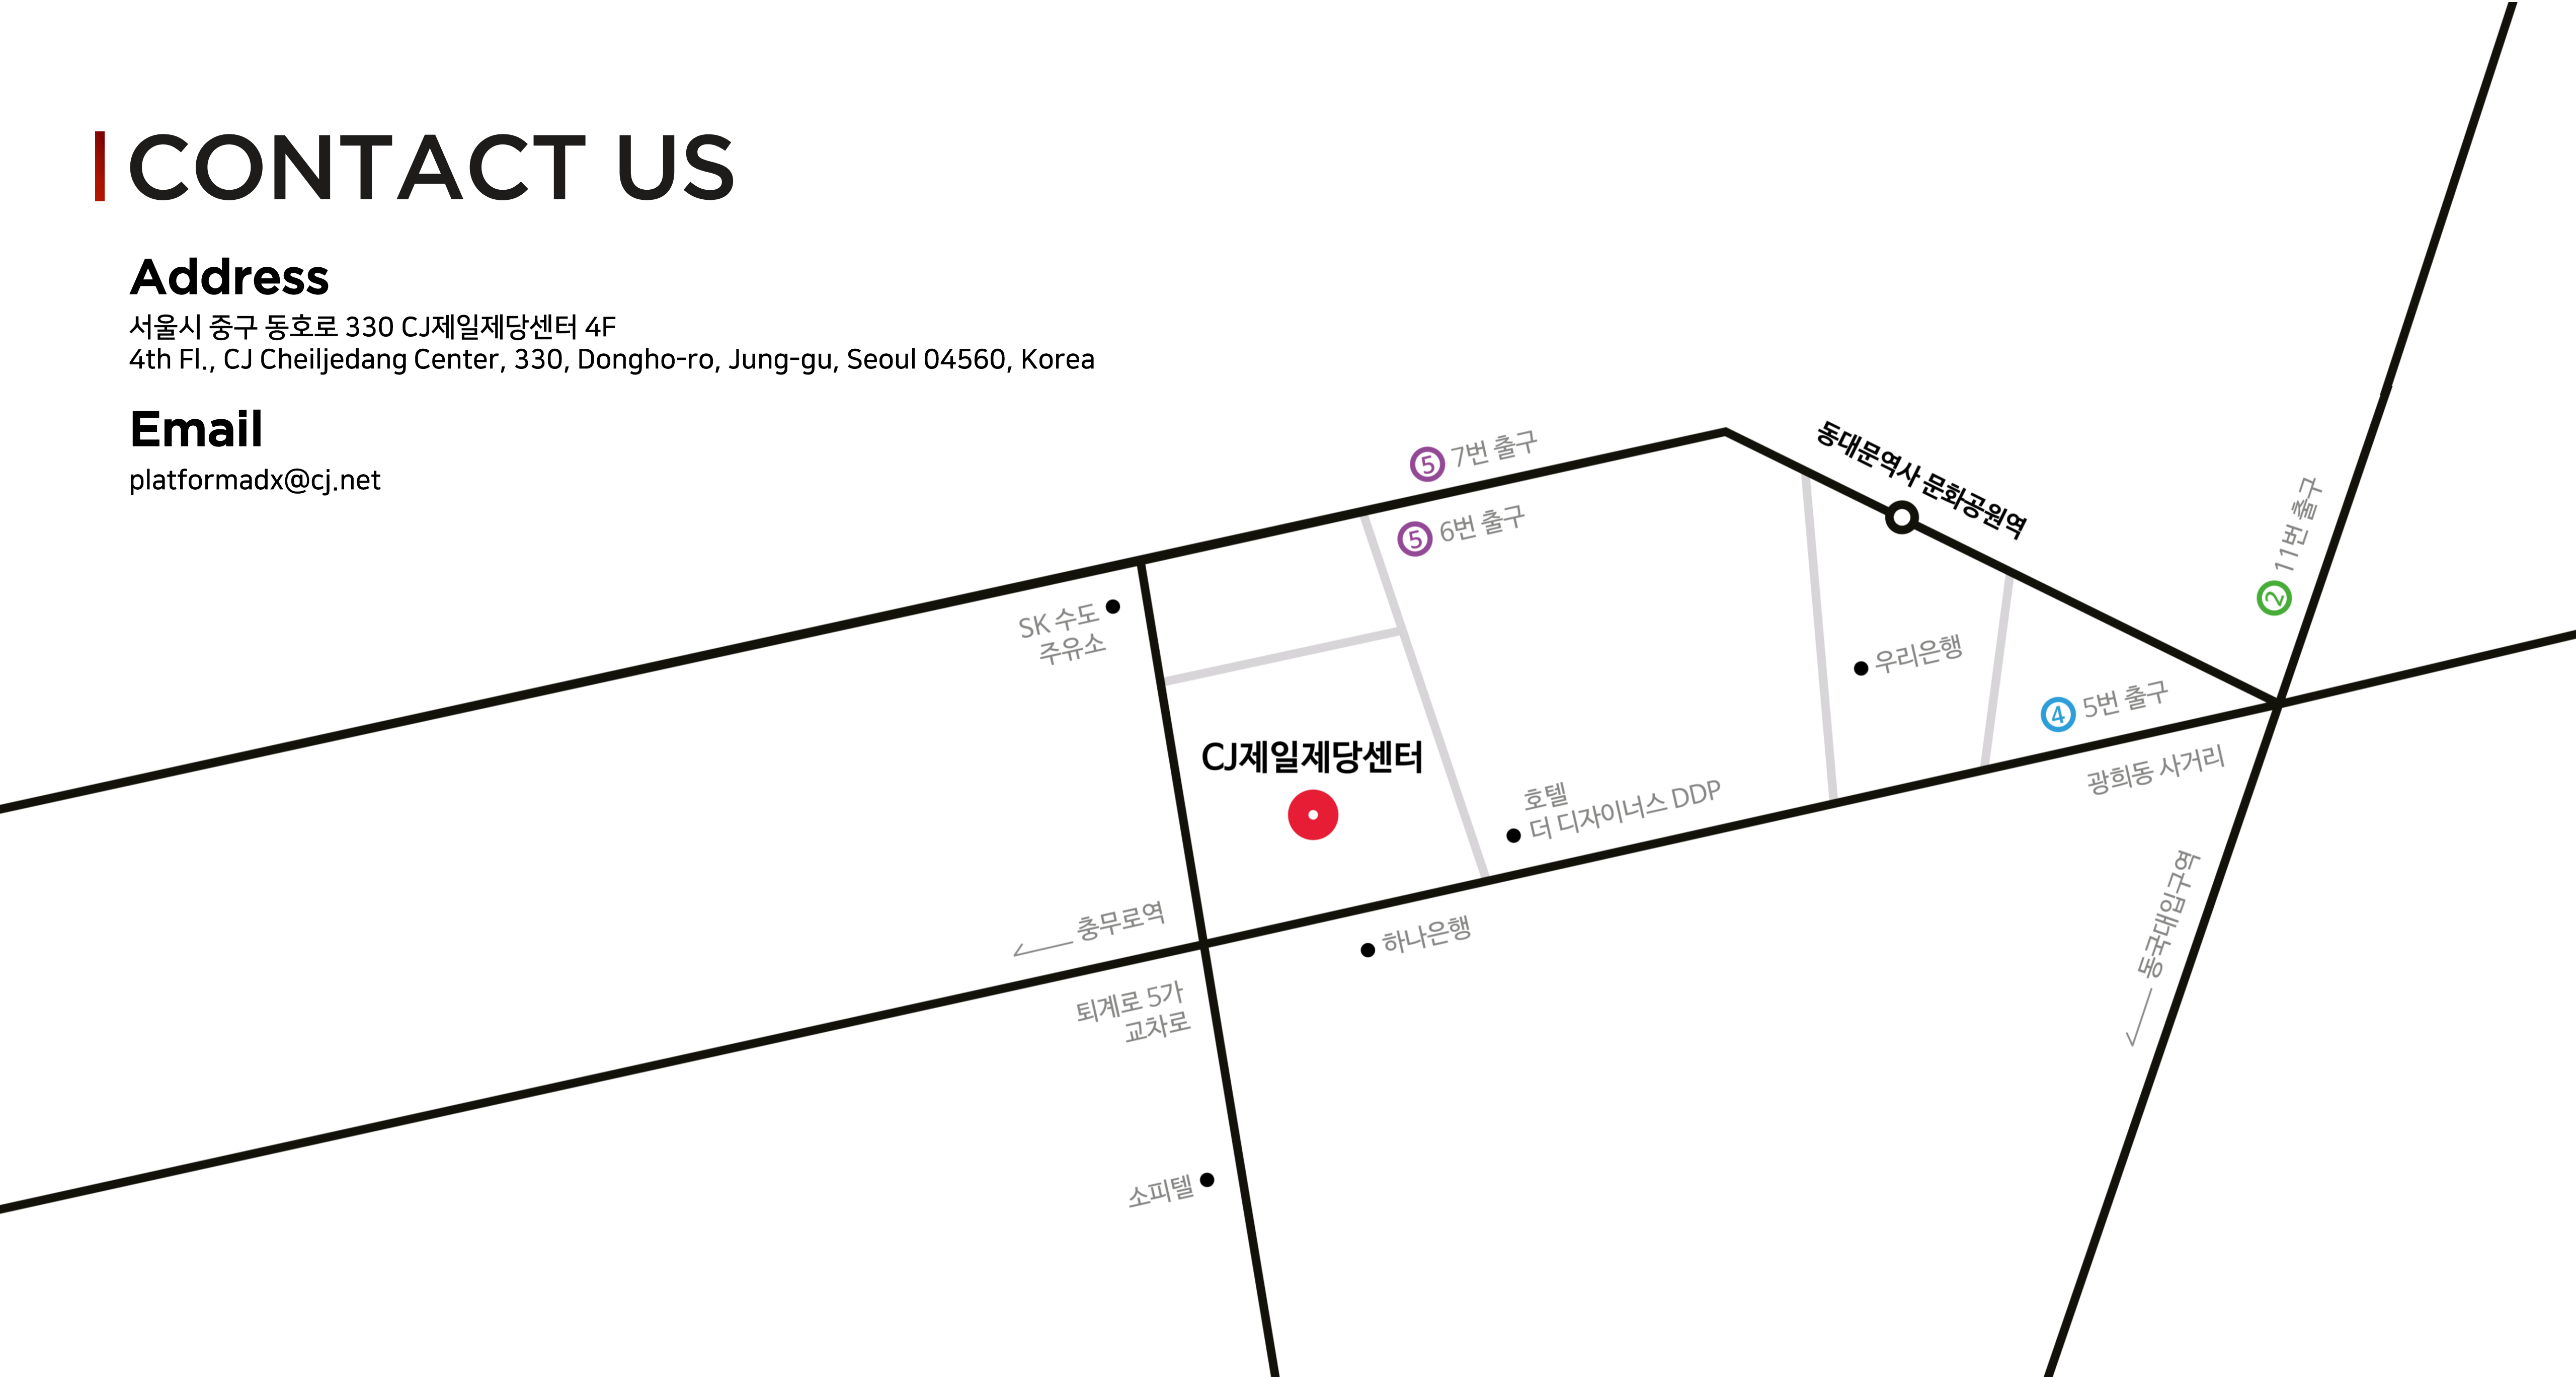 CONTACT US
Address
서울시 중구 동호로 330 CJ제일제당센터 4F
4th Fl., CJ Cheiljedang Center, 330, Dongho-ro, Jung-gu, Seoul 04560, Korea
Email
platformadx@cj.net
5 7번 출구
동대문역사 문화공원역
5 6번 출구
2 11번 출구
SK 수도
주유소
우리은행
4 5번 출구
CJ제일제당센터
광희동 사거리
호텔
더 디자이너스 DDP
충무로역
하나은행
동국대입구역
퇴계로 5가
교차로
소피텔